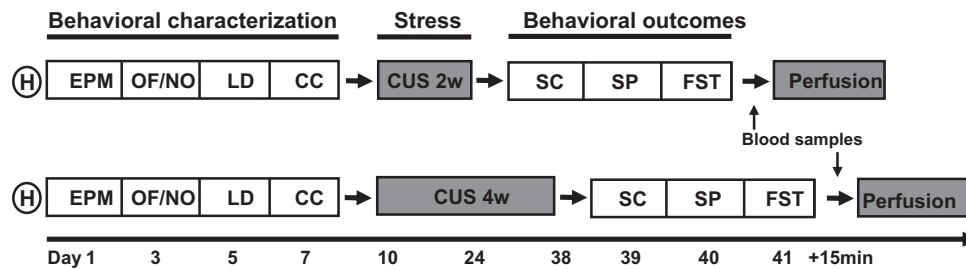 Behavioral characterization Stress Behavioral outcomes
H EPM OF/NO LD CC CUS 2w SC SP FST Perfusion
Blood samples
H EPM OF/NO LD CC CUS 4w SC SP FST Perfusion
Day 1 3 5 7 10 24 38 39 40 41 +15min